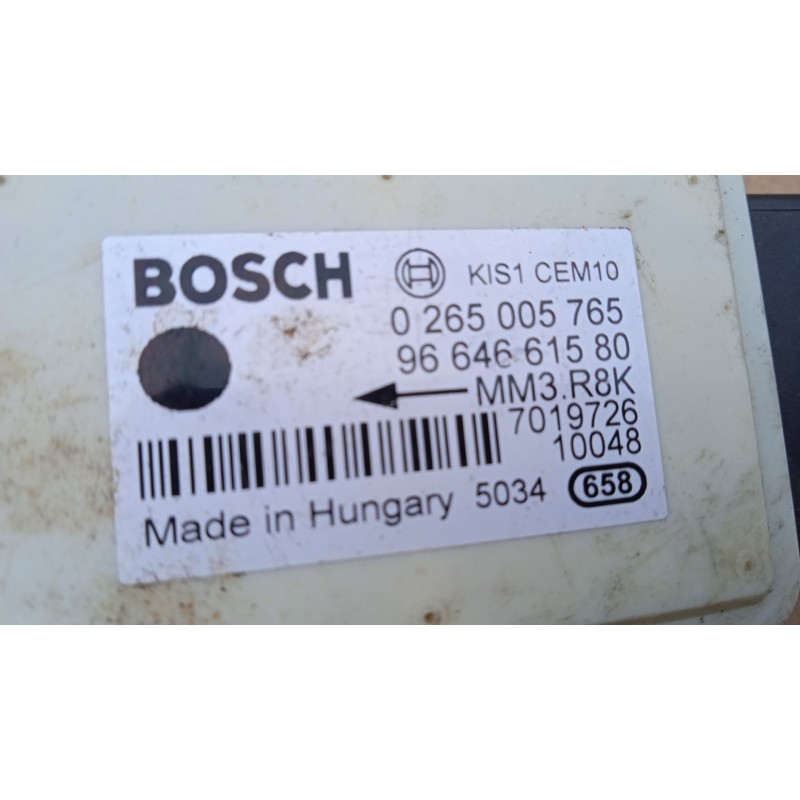 BOSCH KIS1 CEM10
0 265 005 765
96 646 615 80
MM3.R8K
7019726
10048
Made in Hungary 5034 658